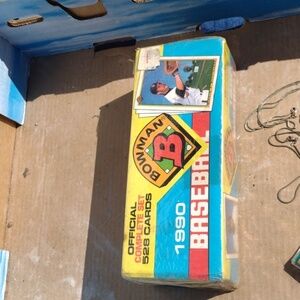 BOWMAN
B
OFFICIAL
COMPLETE SET
528 CARDS
1990
BASEBALL